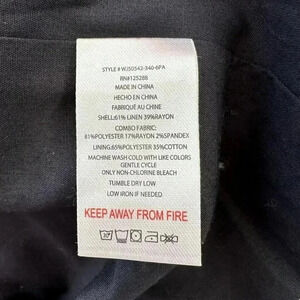 STYLE # WJS0542-340-6PA
RN#125288
MADE IN CHINA
HECHO EN CHINA
FABRIQUÉ AU CHINE
SHELL:61% LINEN 39%RAYON
COMBO FABRIC:
81%POLYESTER 17%RAYON 2%SPANDEX
LINING:65%POLYESTER 35%COTTON
MACHINE WASH COLD WITH LIKE COLORS
GENTLE CYCLE
ONLY NON-CHLORINE BLEACH
TUMBLE DRY LOW
LOW IRON IF NEEDED
KEEP AWAY FROM FIRE